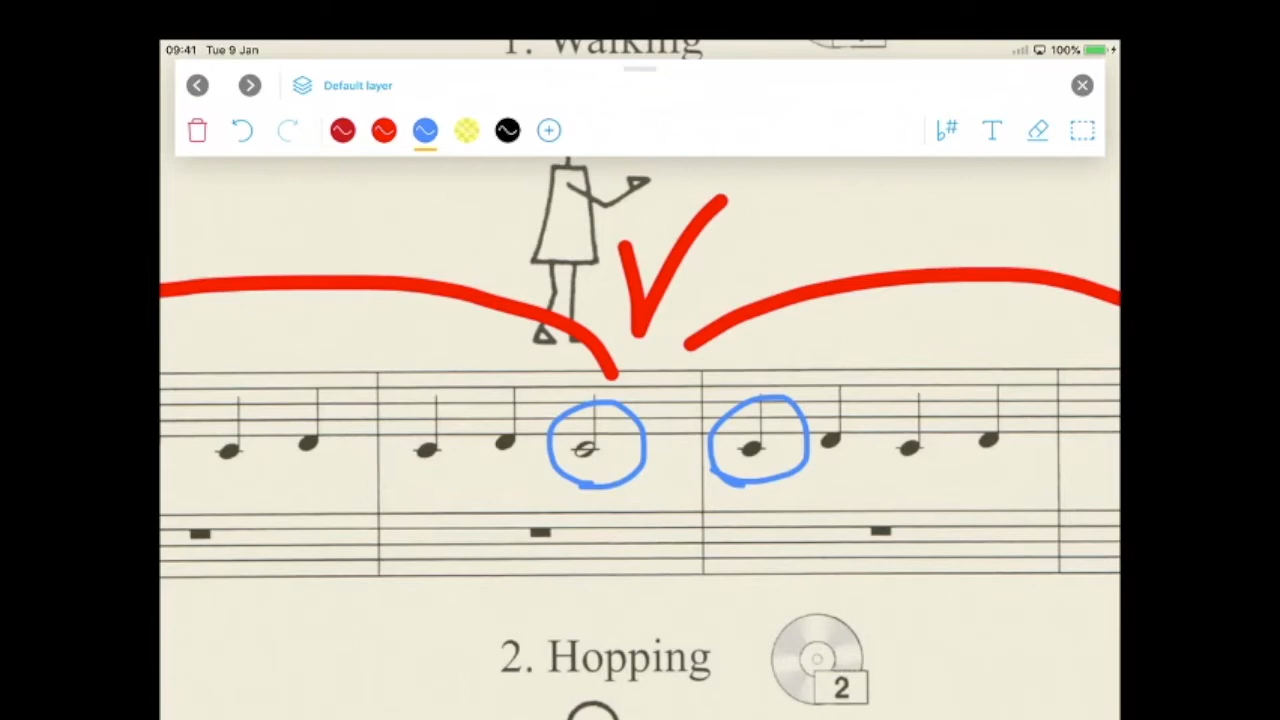 1. Walking
09:41 Tue 9 Jan
100%
Default layer
T
2. Hopping
2